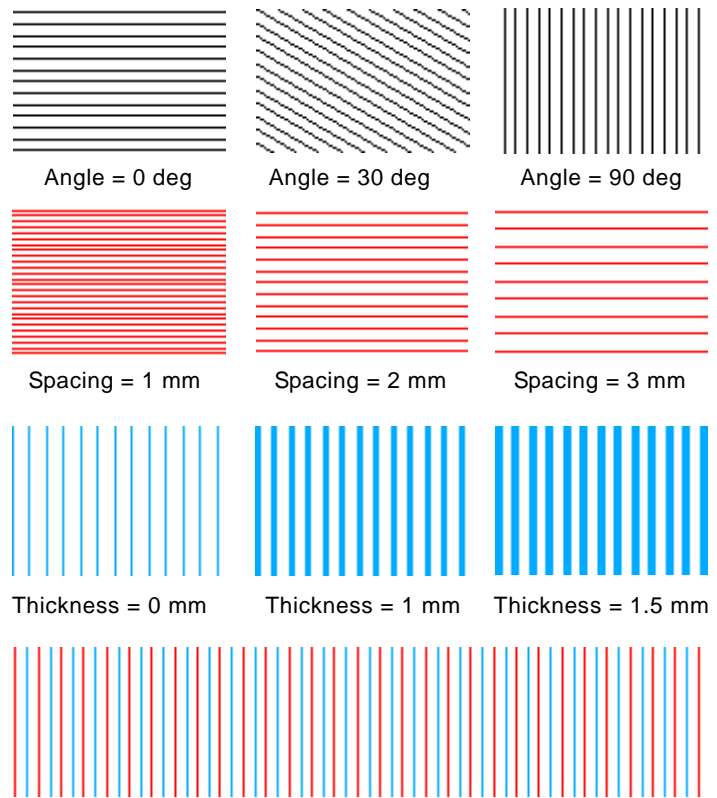 Angle = 0 deg Angle = 30 deg Angle = 90 deg
Spacing = 1 mm Spacing = 2 mm Spacing = 3 mm
Thickness = 0 mm Thickness = 1 mm Thickness = 1.5 mm